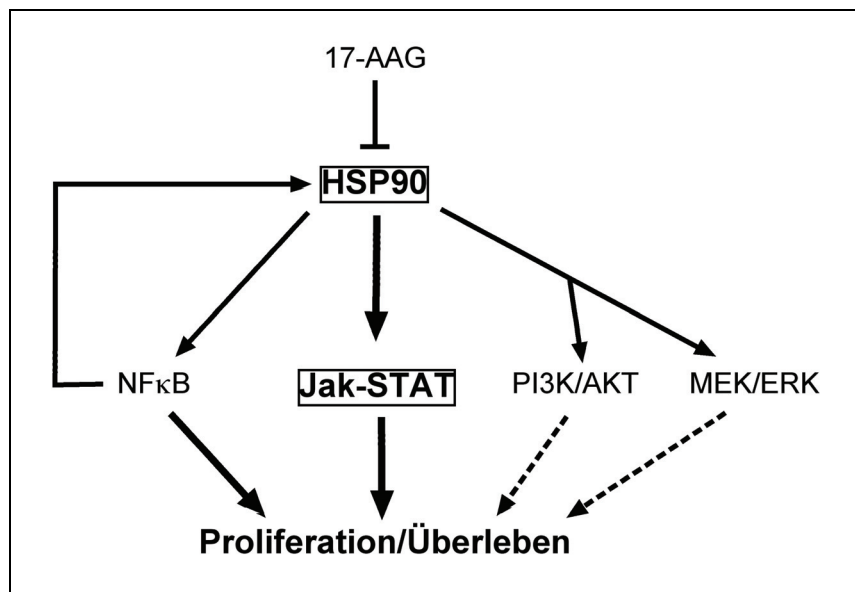 17-AAG
HSP90
NFκB
Jak-STAT
PI3K/AKT
MEK/ERK
Proliferation/Überleben